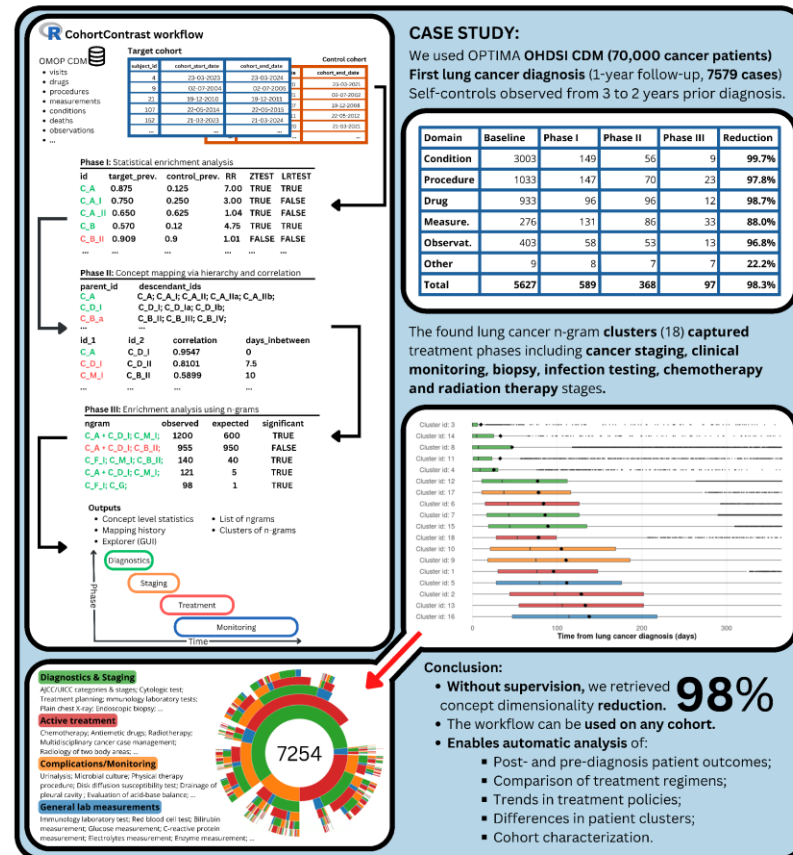 R CohortContrast workflow
OMOP CDM
• visits
• drugs
• procedures
• measurements
• conditions
• deaths
• observations
• ...
Target cohort
subject_id cohort_start_date cohort_end_date
4 23-03-2023 23-03-2024
9 02-07-2004 02-07-2005
21 19-12-2010 19-12-2011
107 22-05-2014 22-05-2015
152 21-03-2023 21-03-2024
... ... ...
Control cohort
cohort_end_date
23-03-2021
03-07-2002
19-12-2008
22-05-2012
21-03-2021
...
Phase I: Statistical enrichment analysis
id target_prev. control_prev. RR ZTEST LRTEST
C_A 0.875 0.125 7.00 TRUE TRUE
C_A_I 0.750 0.250 3.00 TRUE FALSE
C_A_II 0.650 0.625 1.04 TRUE FALSE
C_B 0.570 0.12 4.75 TRUE TRUE
C_B_II 0.909 0.9 1.01 FALSE FALSE
... ... ... ... ... ...
Phase II: Concept mapping via hierarchy and correlation
parent_id descendant_ids
C_A C_A; C_A_I; C_A_II; C_A_IIa; C_A_IIb;
C_D_I C_D_I; C_D_Ia; C_D_Ib;
C_B_a C_B_II; C_B_III; C_B_IV;
... ...
id_1 id_2 correlation days_inbetween
C_A C_D_I 0.9547 0
C_D_I C_D_II 0.8101 7.5
C_M_I C_B_II 0.5899 10
... ... ... ...
Phase III: Enrichment analysis using n-grams
ngram observed expected significant
C_A + C_D_I; C_M_I; 1200 600 TRUE
C_A + C_D_I; C_B_II; 955 950 FALSE
C_F_I; C_M_I; C_B_II; 140 40 TRUE
C_A + C_D_I; C_M_I; 121 5 TRUE
C_F_I; C_G; 98 1 TRUE
Outputs
• Concept level statistics
• Mapping history
• Explorer (GUI)
• List of ngrams
• Clusters of n-grams
Phase
Diagnostics
Staging
Treatment
Monitoring
Time
CASE STUDY:
We used OPTIMA OHDSI CDM (70,000 cancer patients)
First lung cancer diagnosis (1-year follow-up, 7579 cases)
Self-controls observed from 3 to 2 years prior diagnosis.
Domain Baseline Phase I Phase II Phase III Reduction
Condition 3003 149 56 9 99.7%
Procedure 1033 147 70 23 97.8%
Drug 933 96 96 12 98.7%
Measure. 276 131 86 33 88.0%
Observat. 403 58 53 13 96.8%
Other 9 8 7 7 22.2%
Total 5627 589 368 97 98.3%
The found lung cancer n-gram clusters (18) captured
treatment phases including cancer staging, clinical
monitoring, biopsy, infection testing, chemotherapy
and radiation therapy stages.
Cluster id: 3
Cluster id: 14
Cluster id: 8
Cluster id: 11
Cluster id: 4
Cluster id: 12
Cluster id: 17
Cluster id: 6
Cluster id: 7
Cluster id: 15
Cluster id: 18
Cluster id: 10
Cluster id: 9
Cluster id: 1
Cluster id: 5
Cluster id: 2
Cluster id: 13
Cluster id: 16
0 100 200 300
Time from lung cancer diagnosis (days)
Diagnostics & Staging
AJCC/UICC categories & stages; Cytologic test;
Treatment planning; immunology laboratory tests;
Plain chest X-ray; Endoscopic biopsy; ...
Active treatment
Chemotherapy; Antiemetic drugs; Radiotherapy;
Multidisciplinary cancer case management;
Radiology of two body areas; ...
Complications/Monitoring
Urinalysis; Microbial culture; Physical therapy
procedure; Disk diffusion susceptibility test; Drainage of
pleural cavity ; Evaluation of acid-base balance; ...
General lab measurements
Immunology laboratory test; Red blood cell test; Bilirubin
measurement; Glucose measurement; C-reactive protein
measurement; Electrolytes measurement; Enzyme measurement; ...
7254
Conclusion:
• Without supervision, we retrieved
concept dimensionality reduction.
98%
• The workflow can be used on any cohort.
• Enables automatic analysis of:
▪ Post- and pre-diagnosis patient outcomes;
▪ Comparison of treatment regimens;
▪ Trends in treatment policies;
▪ Differences in patient clusters;
▪ Cohort characterization.